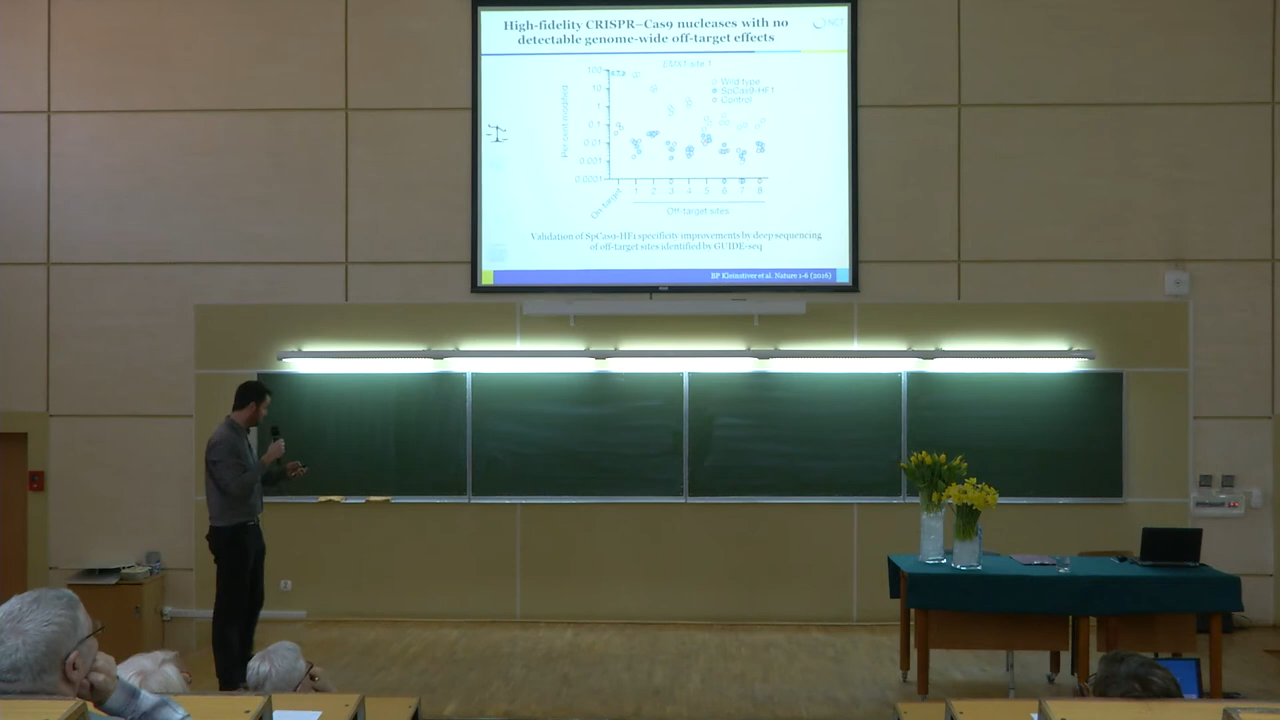 High-fidelity CRISPR–Cas9 nucleases with no
detectable genome-wide off-target effects
EMX1 site 1
100
10
1
0.1
0.01
0.001
0.0001
Percent modified
Wild type
SpCas9-HF1
Control
On-target
1 2 3 4 5 6 7 8
Off-target sites
Validation of SpCas9-HF1 specificity improvements by deep sequencing
of off-target sites identified by GUIDE-seq
BP Kleinstiver et al. Nature 1-6 (2016)